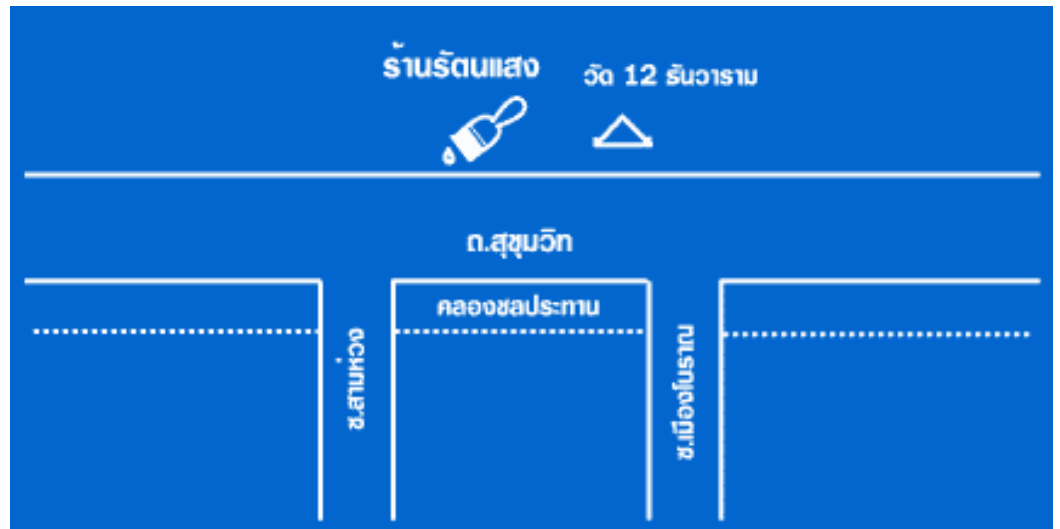 ร้านรัตนแสง
วัด 12 ธันวาราม
ถ.สุขุมวิท
คลองชลประทาน
ซ.สามห่วง
ซ.เมืองโบราณ